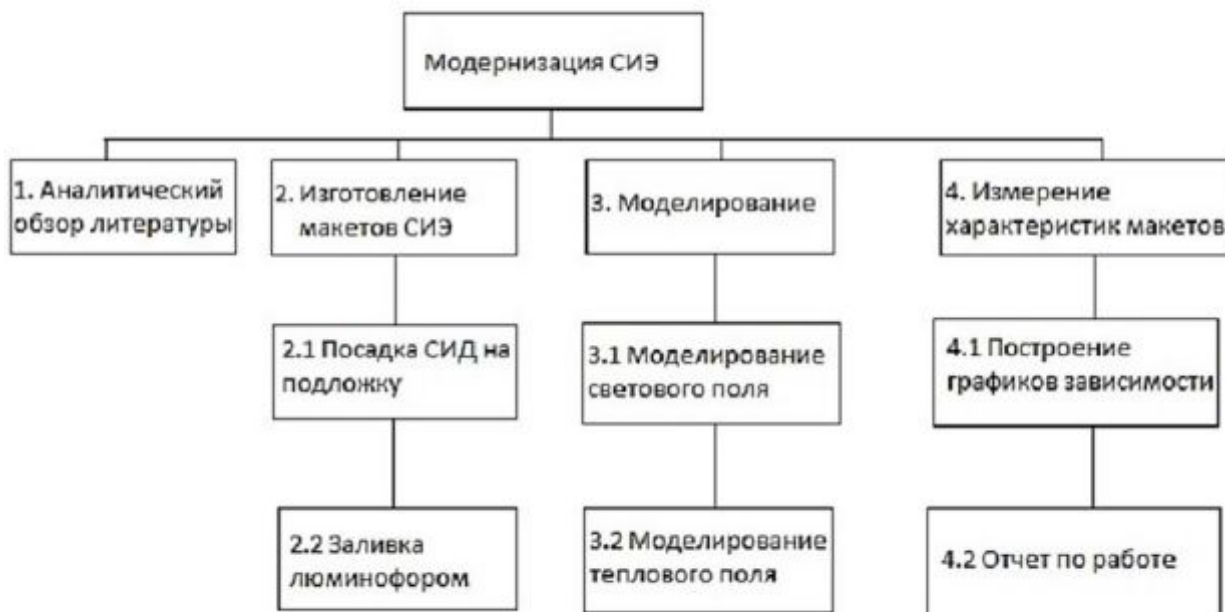 Модернизация СИЭ
1. Аналитический
обзор литературы
2. Изготовление
макетов СИЭ
3. Моделирование
4. Измерение
характеристик макетов
2.1 Посадка СИД на
подложку
3.1 Моделирование
светового поля
4.1 Построение
графиков зависимости
2.2 Заливка
люминофором
3.2 Моделирование
теплового поля
4.2 Отчет по работе